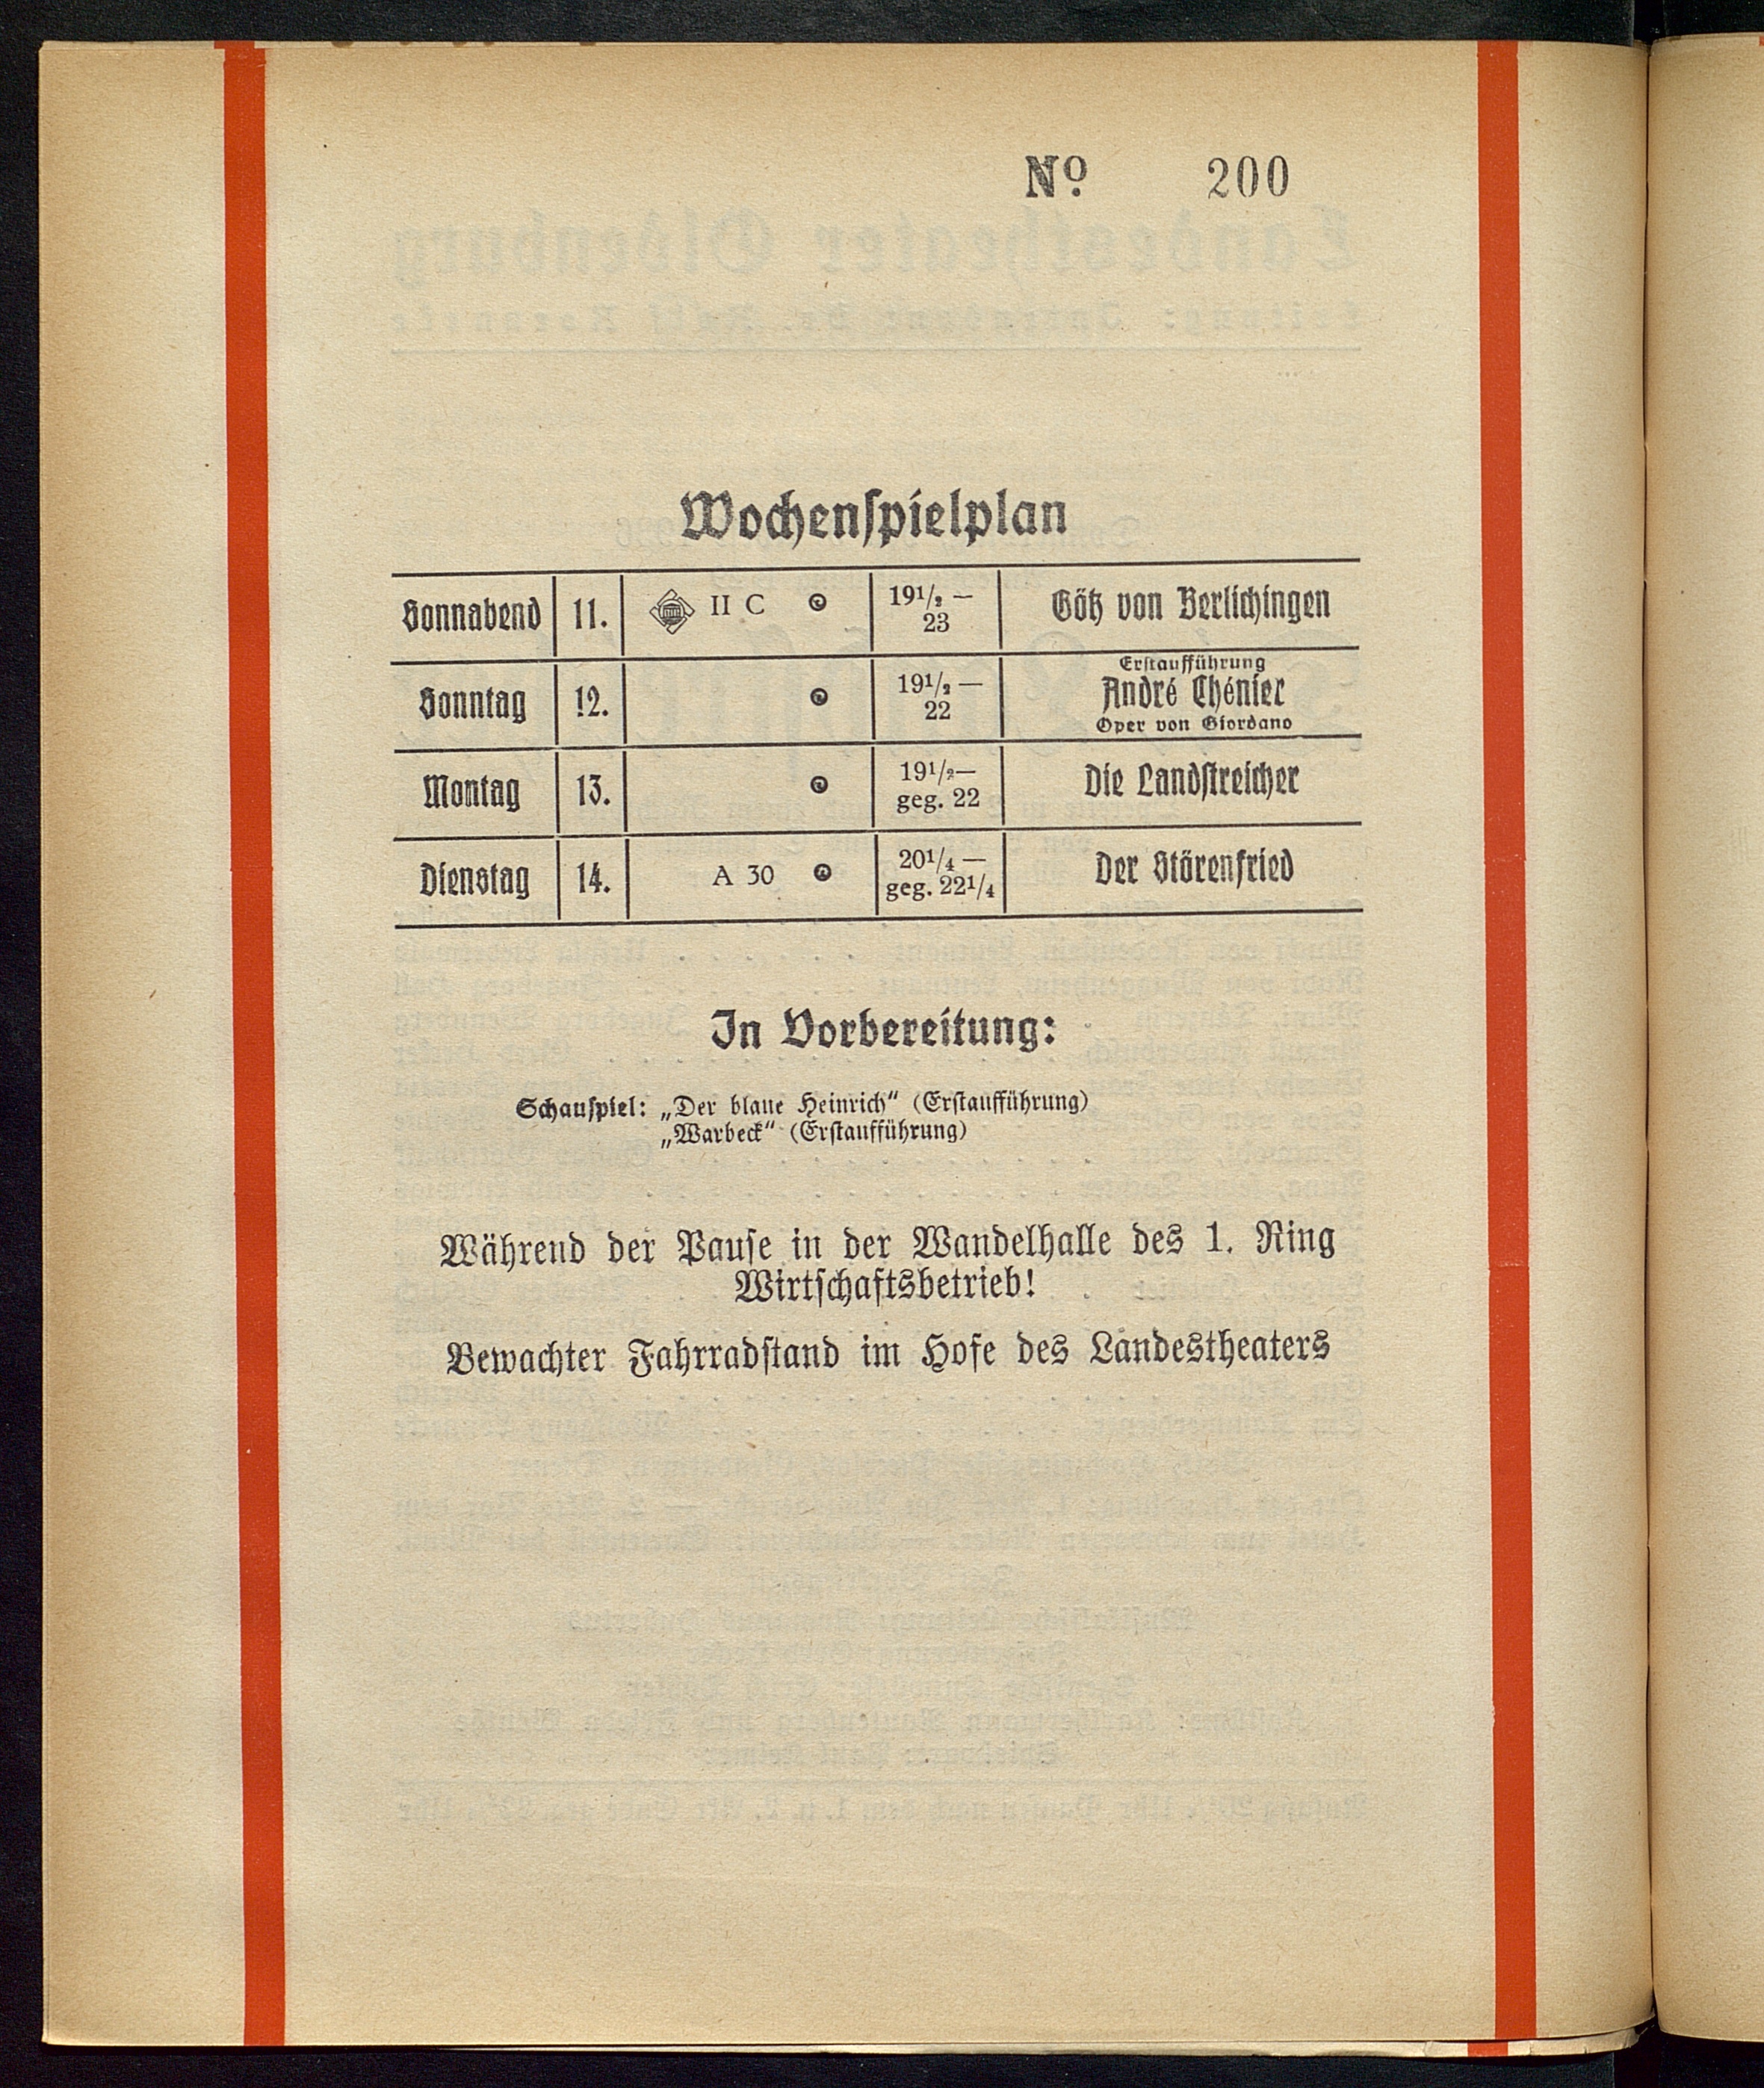 Nº 200
Wochenspielplan
Sonnabend 11. II C 19½ — 23 Götz von Berlichingen
Sonntag 12. 19½ — 22 Erstaufführung André Chénier Oper von Giordano
Montag 13. 19½— geg. 22 Die Landstreicher
Dienstag 14. A 30 20¼ — geg. 22¼ Der Störenfried
In Vorbereitung:
Schauspiel: „Der blaue Heinrich“ (Erstaufführung)
„Warbeck“ (Erstaufführung)
Während der Pause in der Wandelhalle des 1. Ring
Wirtschaftsbetrieb!
Bewachter Fahrradstand im Hofe des Landestheaters